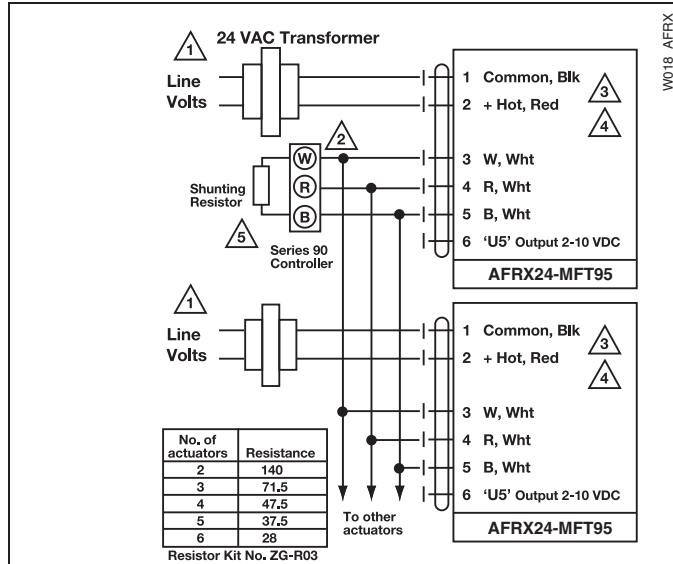 W018_AFRX
1
24 VAC Transformer
Line
Volts
1 Common, Blk
2 + Hot, Red
3
4
2
3 W, Wht
4 R, Wht
5 B, Wht
6 'U5' Output 2-10 VDC
AFRX24-MFT95
W
R
B
Shunting
Resistor
5
Series 90
Controller
1
Line
Volts
1 Common, Blk
2 + Hot, Red
3
4
3 W, Wht
4 R, Wht
5 B, Wht
6 'U5' Output 2-10 VDC
AFRX24-MFT95
To other
actuators
No. of
actuators Resistance
2 140
3 71.5
4 47.5
5 37.5
6 28
Resistor Kit No. ZG-R03